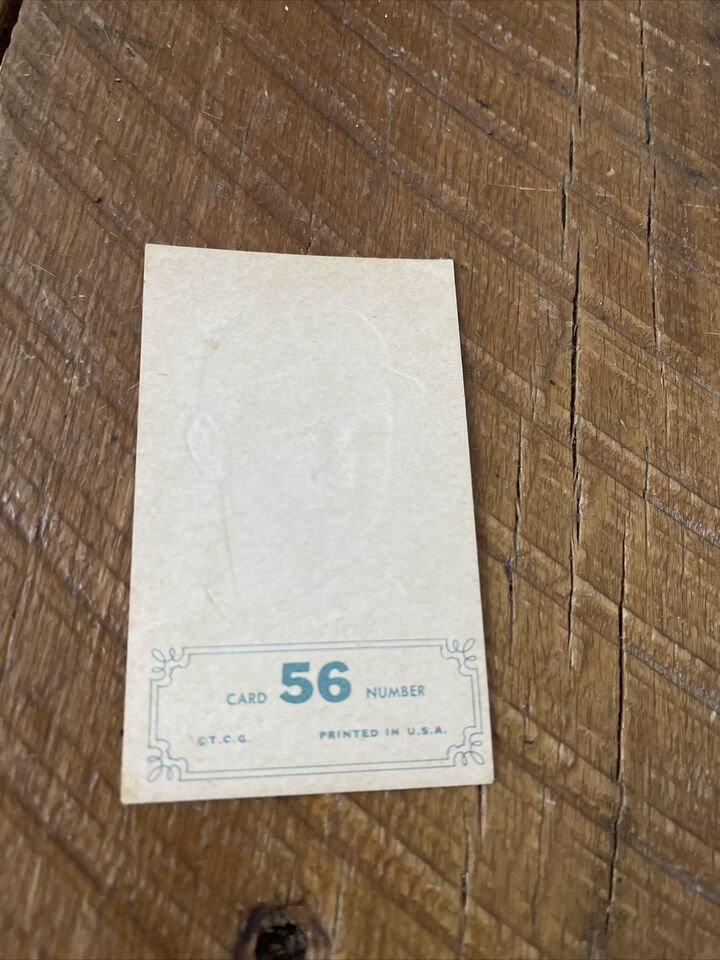 CARD 56 NUMBER
©T.C.G. PRINTED IN U.S.A.